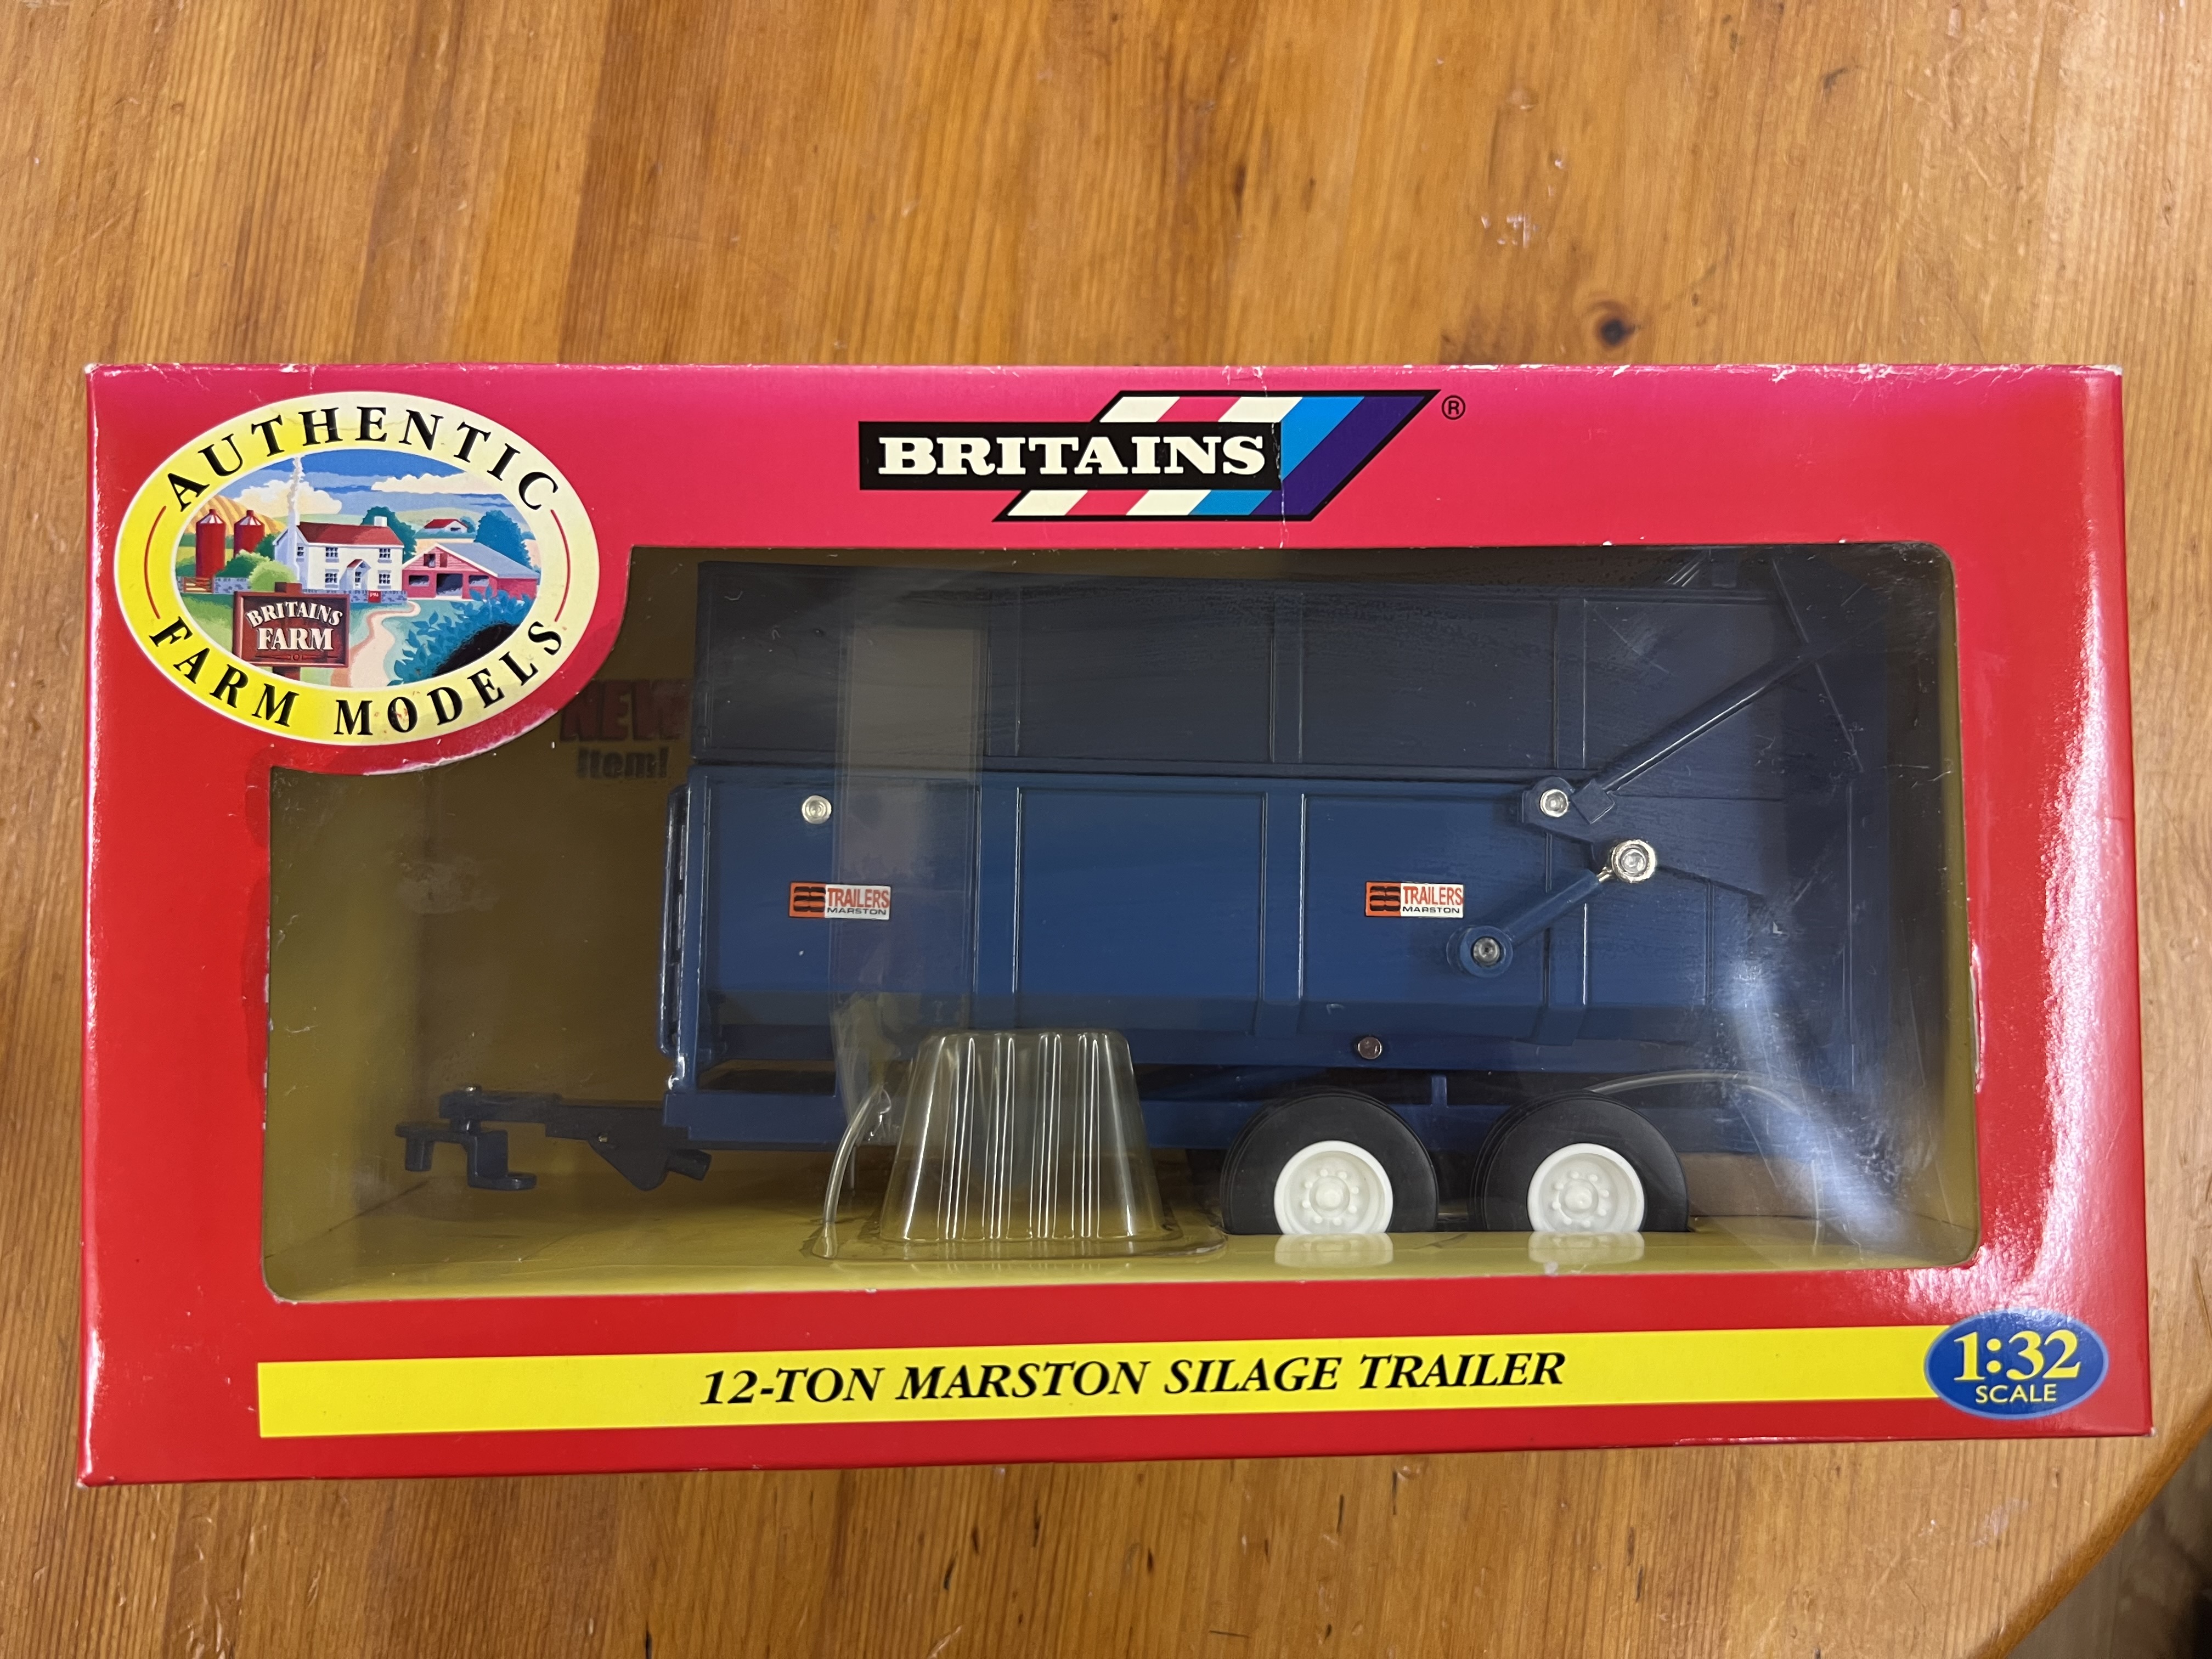 AUTHENTIC
FARM MODELS
BRITAINS
FARM
BRITAINS ®
NEW
item!
TRAILERS
MARSTON
TRAILERS
MARSTON
12-TON MARSTON SILAGE TRAILER
1:32
SCALE